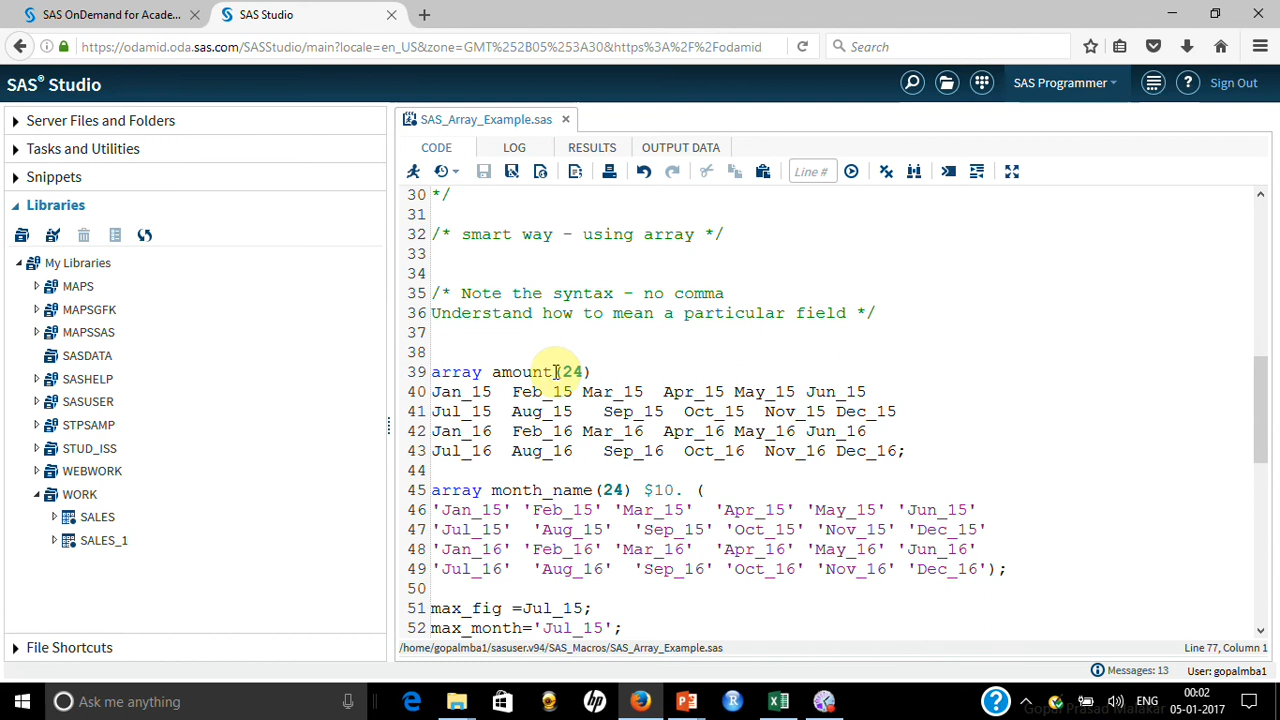 SAS OnDemand for Acade...
SAS Studio
https://odamid.oda.sas.com/SASStudio/main?locale=en_US&zone=GMT%252B05%253A30&https%3A%2F%2Fodamid
Search
SAS® Studio
SAS Programmer
Sign Out
Server Files and Folders
Tasks and Utilities
Snippets
Libraries
My Libraries
MAPS
MAPSGFK
MAPSSAS
SASDATA
SASHELP
SASUSER
STPSAMP
STUD_ISS
WEBWORK
WORK
SALES
SALES_1
File Shortcuts
SAS_Array_Example.sas
CODE LOG RESULTS OUTPUT DATA
Line #
30 */
31
32 /* smart way - using array */
33
34
35 /* Note the syntax - no comma
36 Understand how to mean a particular field */
37
38
39 array amount(24)
40 Jan_15 Feb_15 Mar_15 Apr_15 May_15 Jun_15
41 Jul_15 Aug_15 Sep_15 Oct_15 Nov_15 Dec_15
42 Jan_16 Feb_16 Mar_16 Apr_16 May_16 Jun_16
43 Jul_16 Aug_16 Sep_16 Oct_16 Nov_16 Dec_16;
44
45 array month_name(24) $10. (
46 'Jan_15' 'Feb_15' 'Mar_15' 'Apr_15' 'May_15' 'Jun_15'
47 'Jul_15' 'Aug_15' 'Sep_15' 'Oct_15' 'Nov_15' 'Dec_15'
48 'Jan_16' 'Feb_16' 'Mar_16' 'Apr_16' 'May_16' 'Jun_16'
49 'Jul_16' 'Aug_16' 'Sep_16' 'Oct_16' 'Nov_16' 'Dec_16');
50
51 max_fig =Jul_15;
52 max_month='Jul_15';
/home/gopalmba1/sasuser.v94/SAS_Macros/SAS_Array_Example.sas
Line 77, Column 1
Messages: 13
User: gopalmba1
Ask me anything
ENG
00:02
05-01-2017
Gopal Prasad Malakar